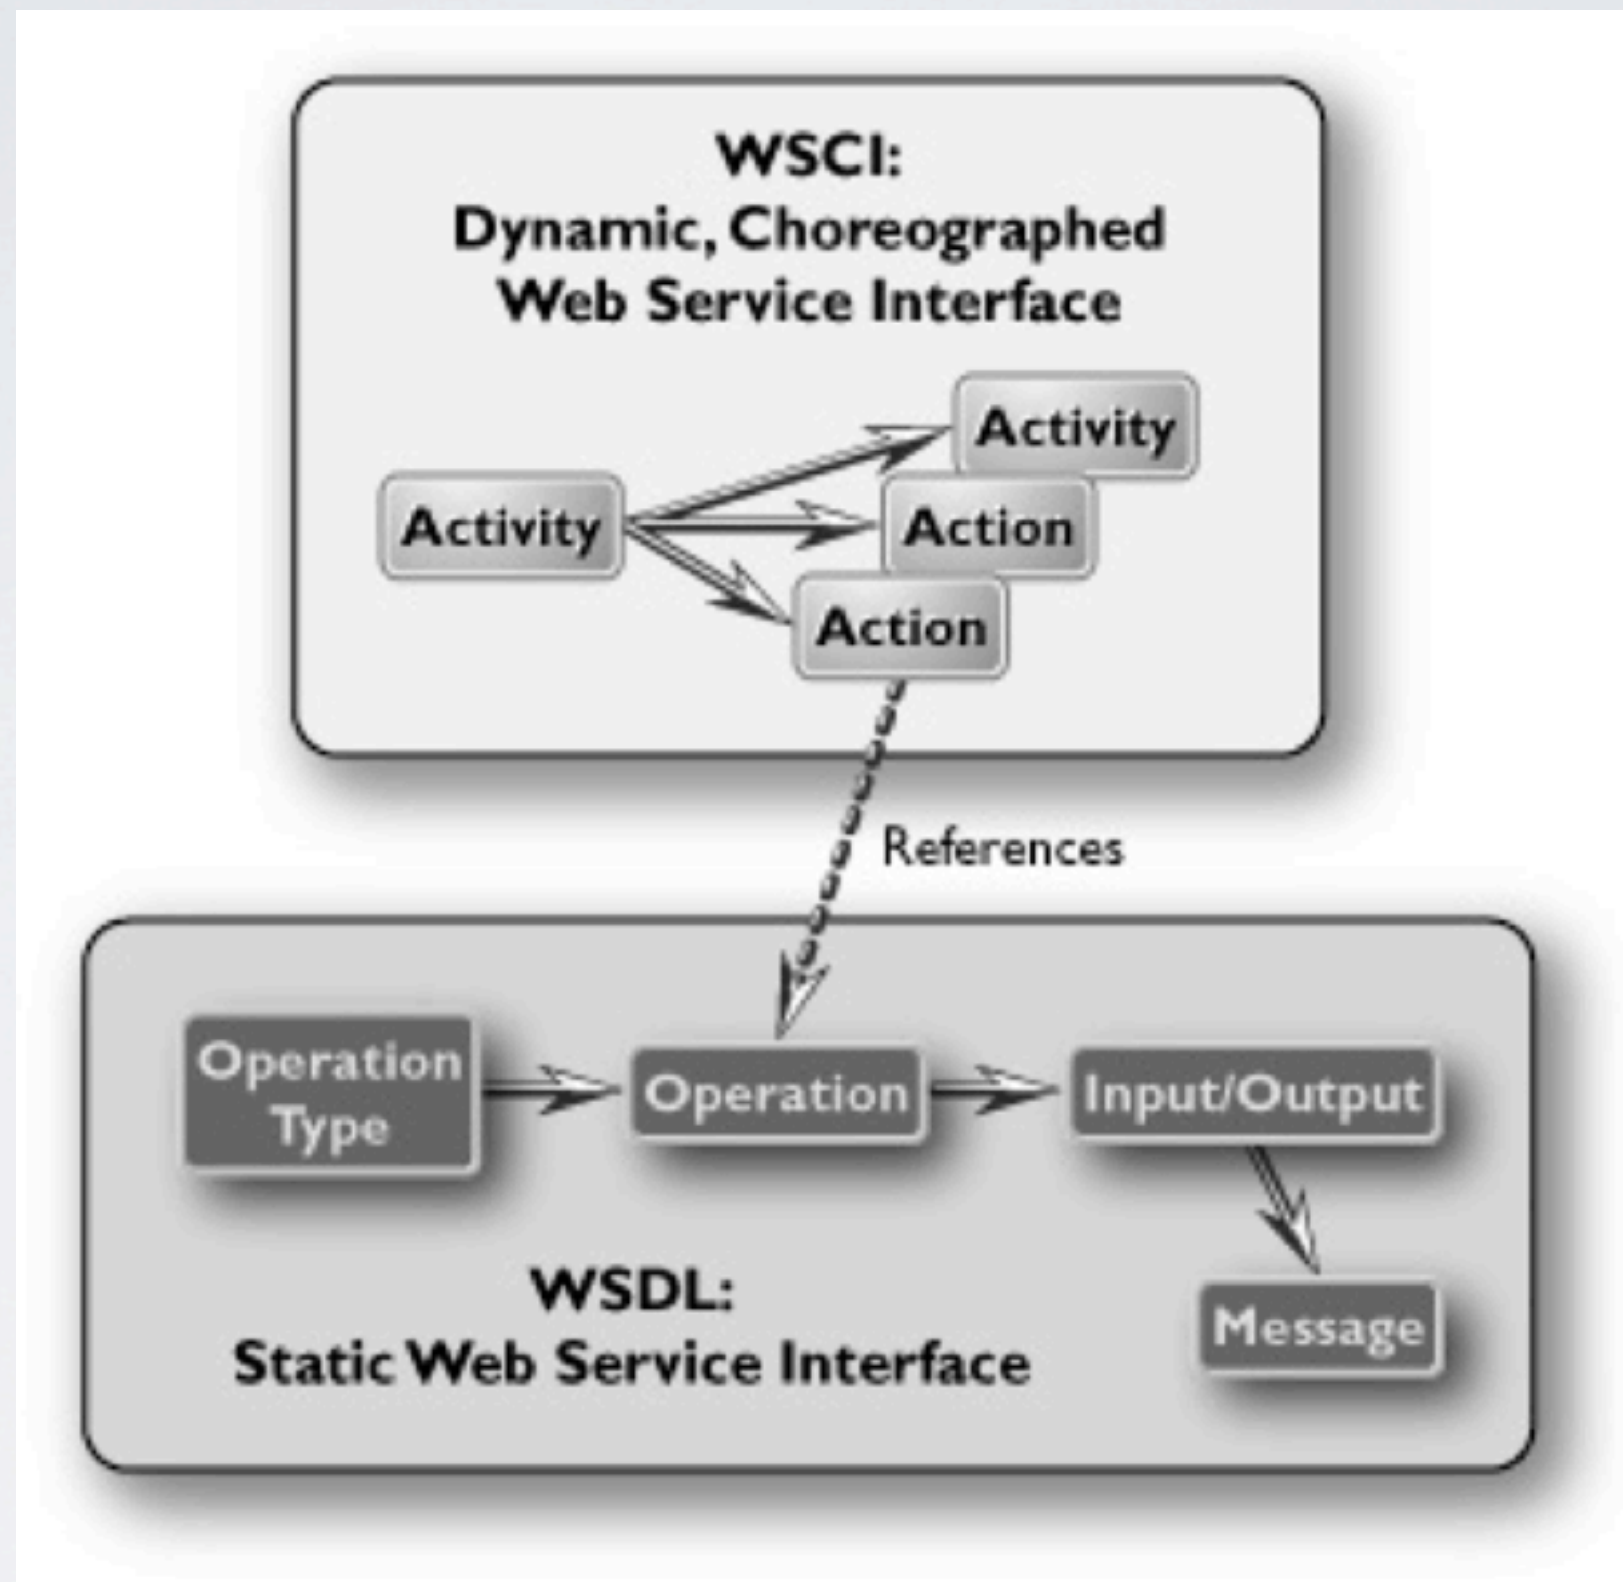 WSCI:
Dynamic, Choreographed
Web Service Interface
Activity
Activity
Action
Action
References
Operation
Type
Operation
Input/Output
Message
WSDL:
Static Web Service Interface